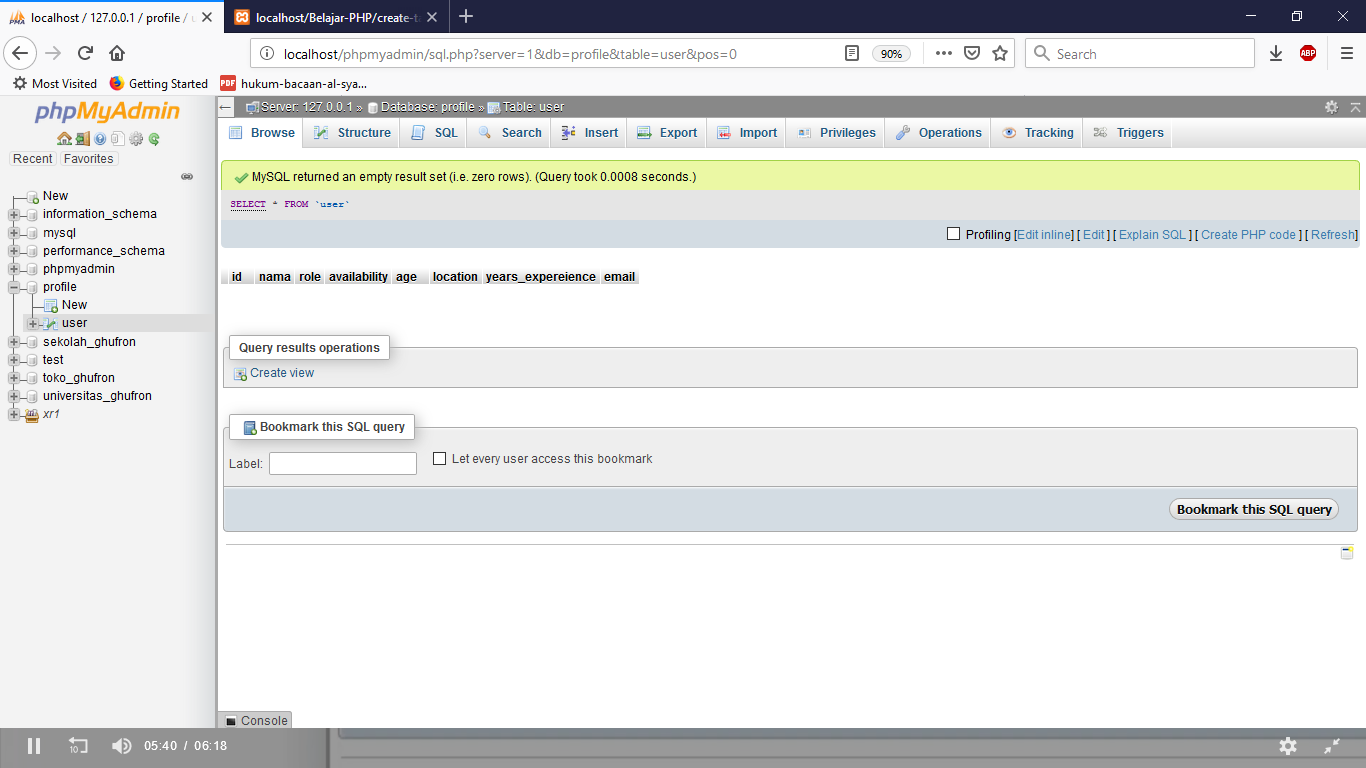 localhost / 127.0.0.1 / profile / u
localhost/Belajar-PHP/create-ta
localhost/phpmyadmin/sql.php?server=1&db=profile&table=user&pos=0
90%
Search
ABP
Most Visited
Getting Started
PDF hukum-bacaan-al-sya...
phpMyAdmin
Recent Favorites
New
information_schema
mysql
performance_schema
phpmyadmin
profile
New
user
sekolah_ghufron
test
toko_ghufron
universitas_ghufron
xr1
Server: 127.0.0.1 » Database: profile » Table: user
Browse Structure SQL Search Insert Export Import Privileges Operations Tracking Triggers
MySQL returned an empty result set (i.e. zero rows). (Query took 0.0008 seconds.)
SELECT * FROM `user`
Profiling [Edit inline] [ Edit ] [ Explain SQL ] [ Create PHP code ] [ Refresh]
id nama role availability age location years_expereience email
Query results operations
Create view
Bookmark this SQL query
Label:
Let every user access this bookmark
Bookmark this SQL query
Console
10
05:40 / 06:18